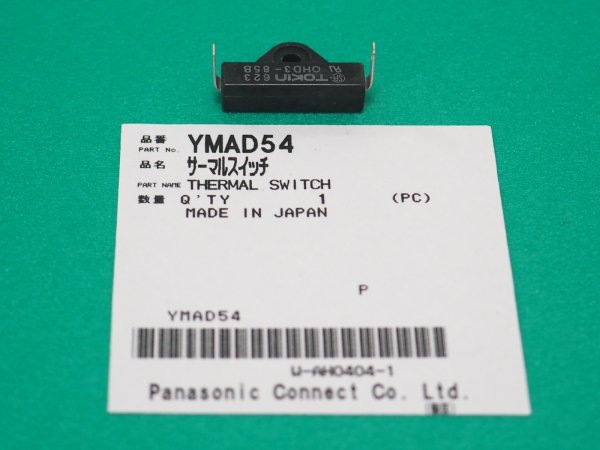 TOKIN 623
OHD3-85B
品番 PART No. YMAD54
品名 PART NAME サーマルスイッチ
THERMAL SWITCH
数量 Q'TY 1 (PC)
MADE IN JAPAN
P
YMAD54
W-AH0404-1
Panasonic Connect Co. Ltd.